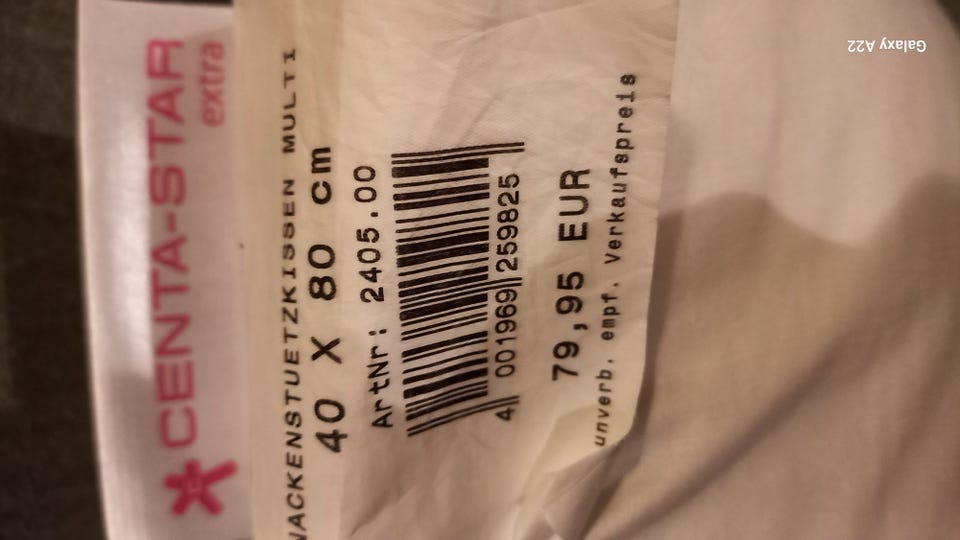 CENTA-STAR
extra
NACKENSTUETZKISSEN MULTI
40 X 80 cm
ArtNr: 2405.00
4 001969 259825
79,95 EUR
unverb. empf. Verkaufspreis
Galaxy A22